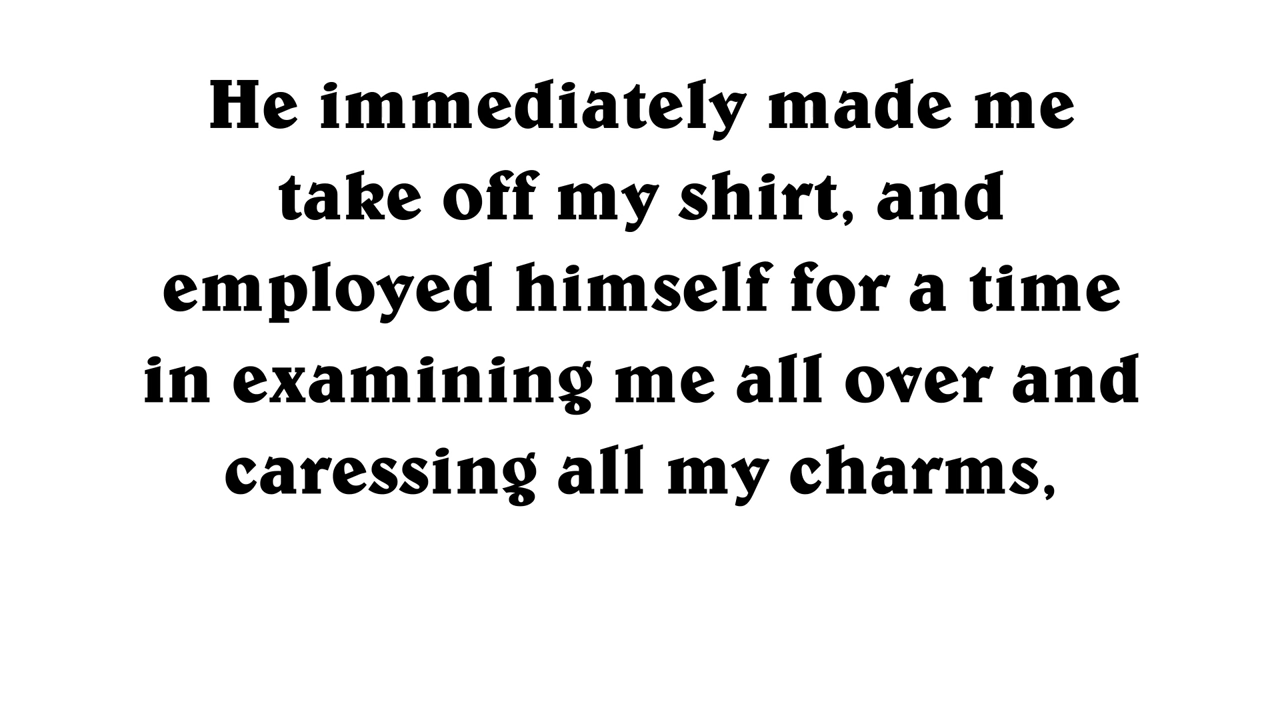 He immediately made me
take off my shirt, and
employed himself for a time
in examining me all over and
caressing all my charms,